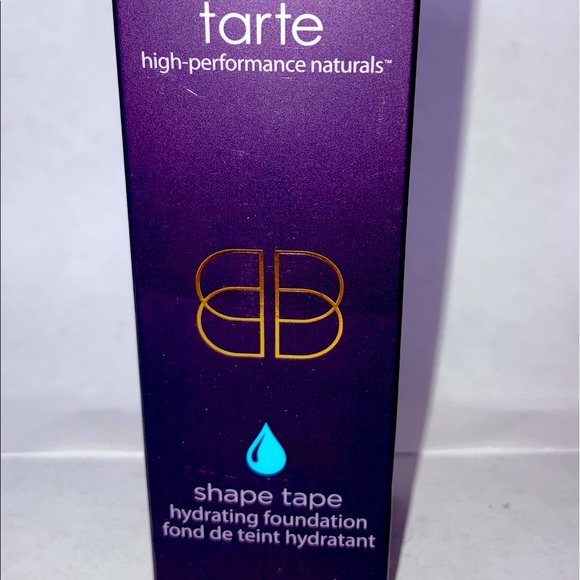 tarte
high-performance naturals™
shape tape
hydrating foundation
fond de teint hydratant